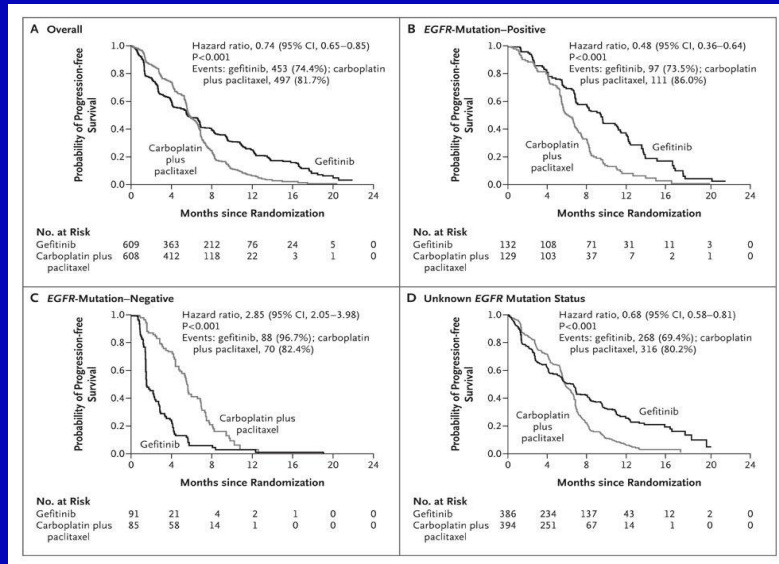 A Overall
Hazard ratio, 0.74 (95% CI, 0.65–0.85)
P<0.001
Events: gefitinib, 453 (74.4%); carboplatin
plus paclitaxel, 497 (81.7%)
Probability of Progression-free
Survival
1.0
0.8
0.6
0.4
0.2
0.0
Carboplatin
plus
paclitaxel
Gefitinib
0 4 8 12 16 20 24
Months since Randomization
No. at Risk
Gefitinib 609 363 212 76 24 5 0
Carboplatin plus 608 412 118 22 3 1 0
paclitaxel
B EGFR-Mutation–Positive
Hazard ratio, 0.48 (95% CI, 0.36–0.64)
P<0.001
Events: gefitinib, 97 (73.5%); carboplatin
plus paclitaxel, 111 (86.0%)
Probability of Progression-free
Survival
1.0
0.8
0.6
0.4
0.2
0.0
Carboplatin
plus
paclitaxel
Gefitinib
0 4 8 12 16 20 24
Months since Randomization
No. at Risk
Gefitinib 132 108 71 31 11 3 0
Carboplatin plus 129 103 37 7 2 1 0
paclitaxel
C EGFR-Mutation–Negative
Hazard ratio, 2.85 (95% CI, 2.05–3.98)
P<0.001
Events: gefitinib, 88 (96.7%); carboplatin
plus paclitaxel, 70 (82.4%)
Probability of Progression-free
Survival
1.0
0.8
0.6
0.4
0.2
0.0
Carboplatin plus
paclitaxel
Gefitinib
0 4 8 12 16 20 24
Months since Randomization
No. at Risk
Gefitinib 91 21 4 2 1 0 0
Carboplatin plus 85 58 14 1 0 0 0
paclitaxel
D Unknown EGFR Mutation Status
Hazard ratio, 0.68 (95% CI, 0.58–0.81)
P<0.001
Events: gefitinib, 268 (69.4%); carboplatin
plus paclitaxel, 316 (80.2%)
Probability of Progression-free
Survival
1.0
0.8
0.6
0.4
0.2
0.0
Carboplatin
plus
paclitaxel
Gefitinib
0 4 8 12 16 20 24
Months since Randomization
No. at Risk
Gefitinib 386 234 137 43 12 2 0
Carboplatin plus 394 251 67 14 1 0 0
paclitaxel